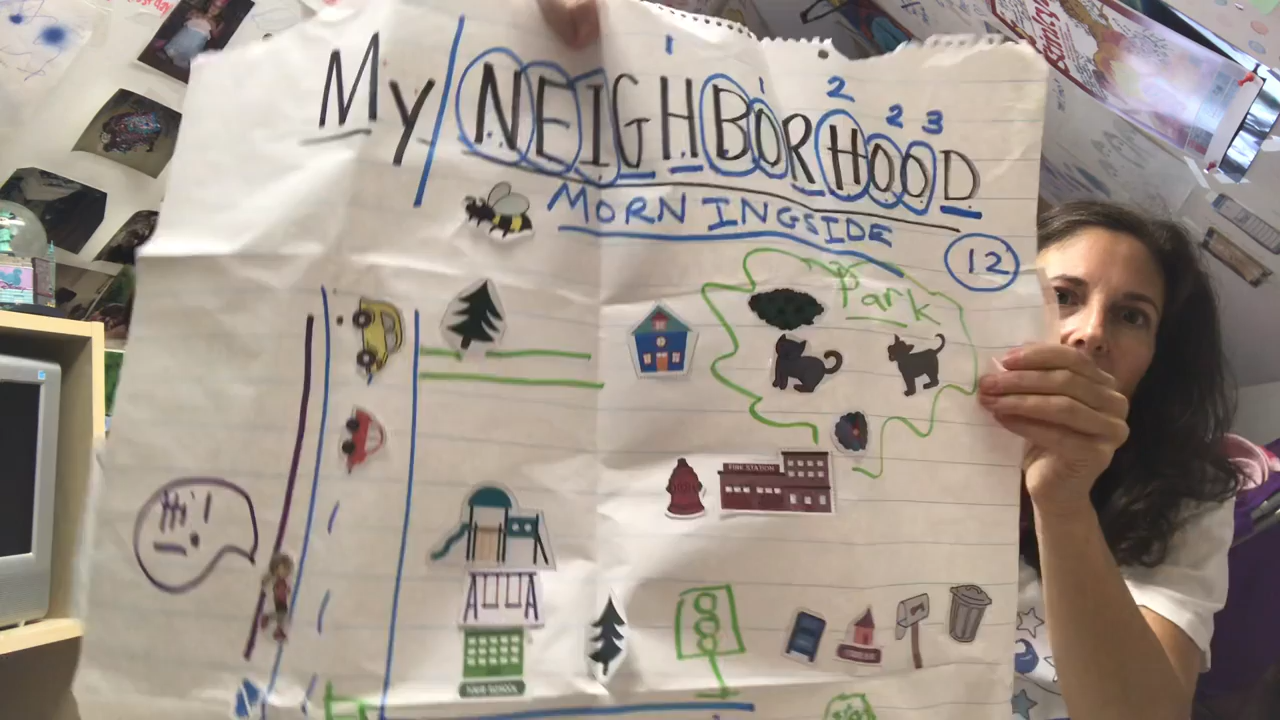 1
1 2
2 3
My/NEIGHBORHOOD
MORNINGSIDE
12
Park
FIRE STATION
Hi!